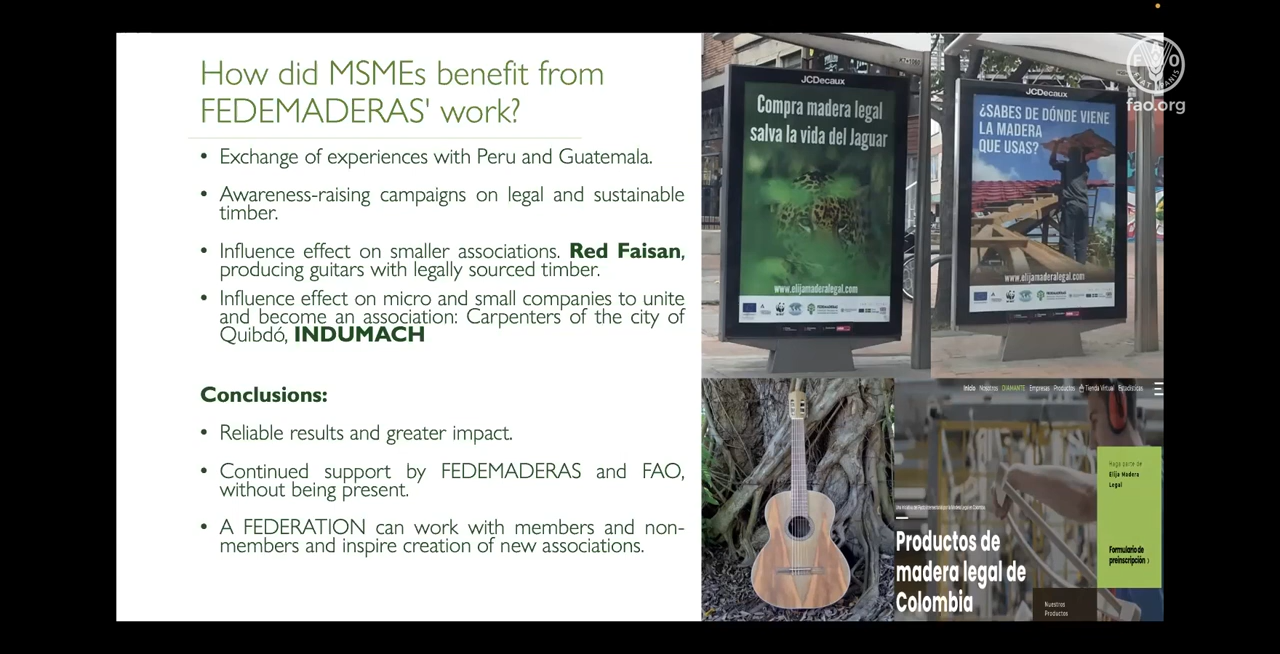 How did MSMEs benefit from
FEDEMADERAS' work?
• Exchange of experiences with Peru and Guatemala.
• Awareness-raising campaigns on legal and sustainable
timber.
• Influence effect on smaller associations. Red Faisan,
producing guitars with legally sourced timber.
• Influence effect on micro and small companies to unite
and become an association: Carpenters of the city of
Quibdó, INDUMACH
Conclusions:
• Reliable results and greater impact.
• Continued support by FEDEMADERAS and FAO,
without being present.
• A FEDERATION can work with members and non-
members and inspire creation of new associations.
JCDecaux
Compra madera legal
salva la vida del Jaguar
www.elijamaderalegal.com
JCDecaux
¿SABES DE DÓNDE VIENE
LA MADERA
QUE USAS?
www.elijamaderalegal.com
WWF
FAO
FIAT PANIS
fao.org
Inicio Nosotros DIAMANTE Empresas Productos Tienda Virtual Estadísticas
Haga parte de
Elija Madera
Legal
Formulario de
preinscripción
Productos de
madera legal de
Colombia
Nuestros
Productos